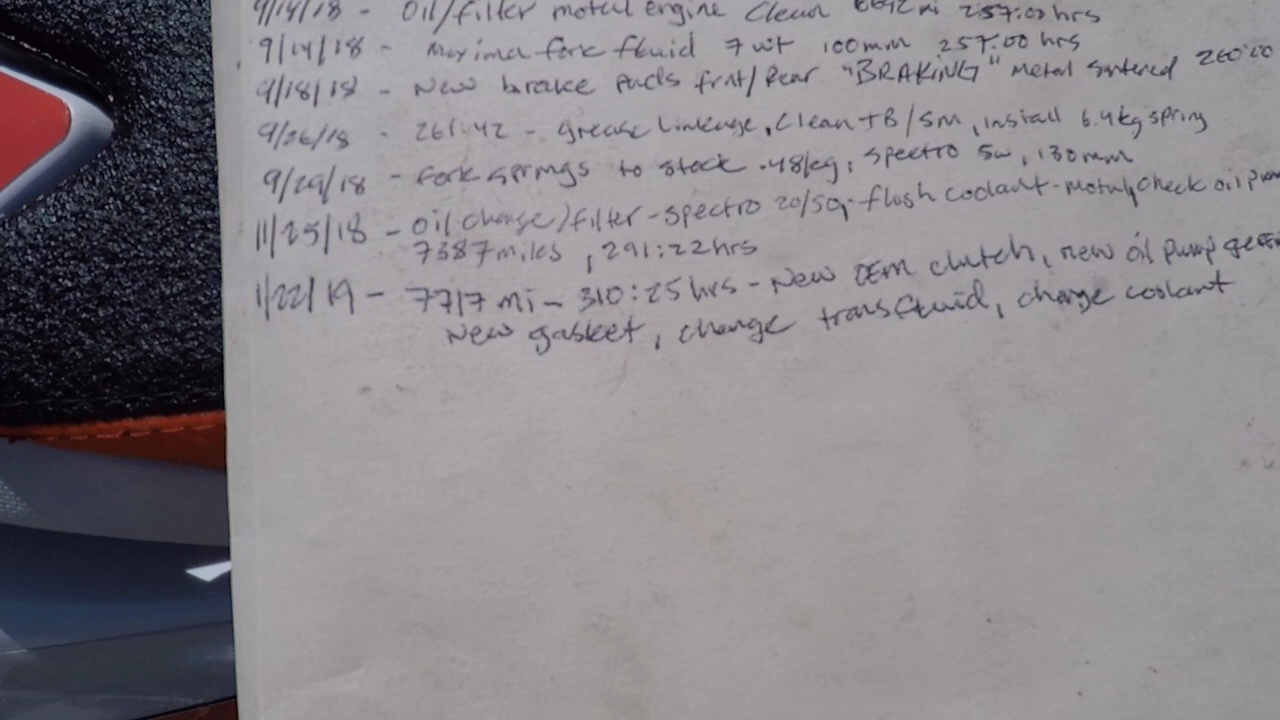 9/14/18 - Oil/filter motul engine Clean 6642 mi 257:00 hrs
9/14/18 - Maxima fork fluid 7 wt 100mm 257:00 hrs
9/18/18 - New brake pads frnt/Rear "BRAKING" Metal sintered 260:00
9/26/18 - 261:42 - grease linkage, Clean TB/SM, install 6.4kg spring
9/29/18 - fork springs to stock .48/kg, spectro 5w, 130mm
11/25/18 - Oil change/filter - spectro 20/50, flush coolant - motul, check oil
7387 miles, 291:22 hrs
1/22/19 - 7717 mi - 310:25 hrs - New OEM clutch, new oil pump
New gasket, change trans fluid, change coolant